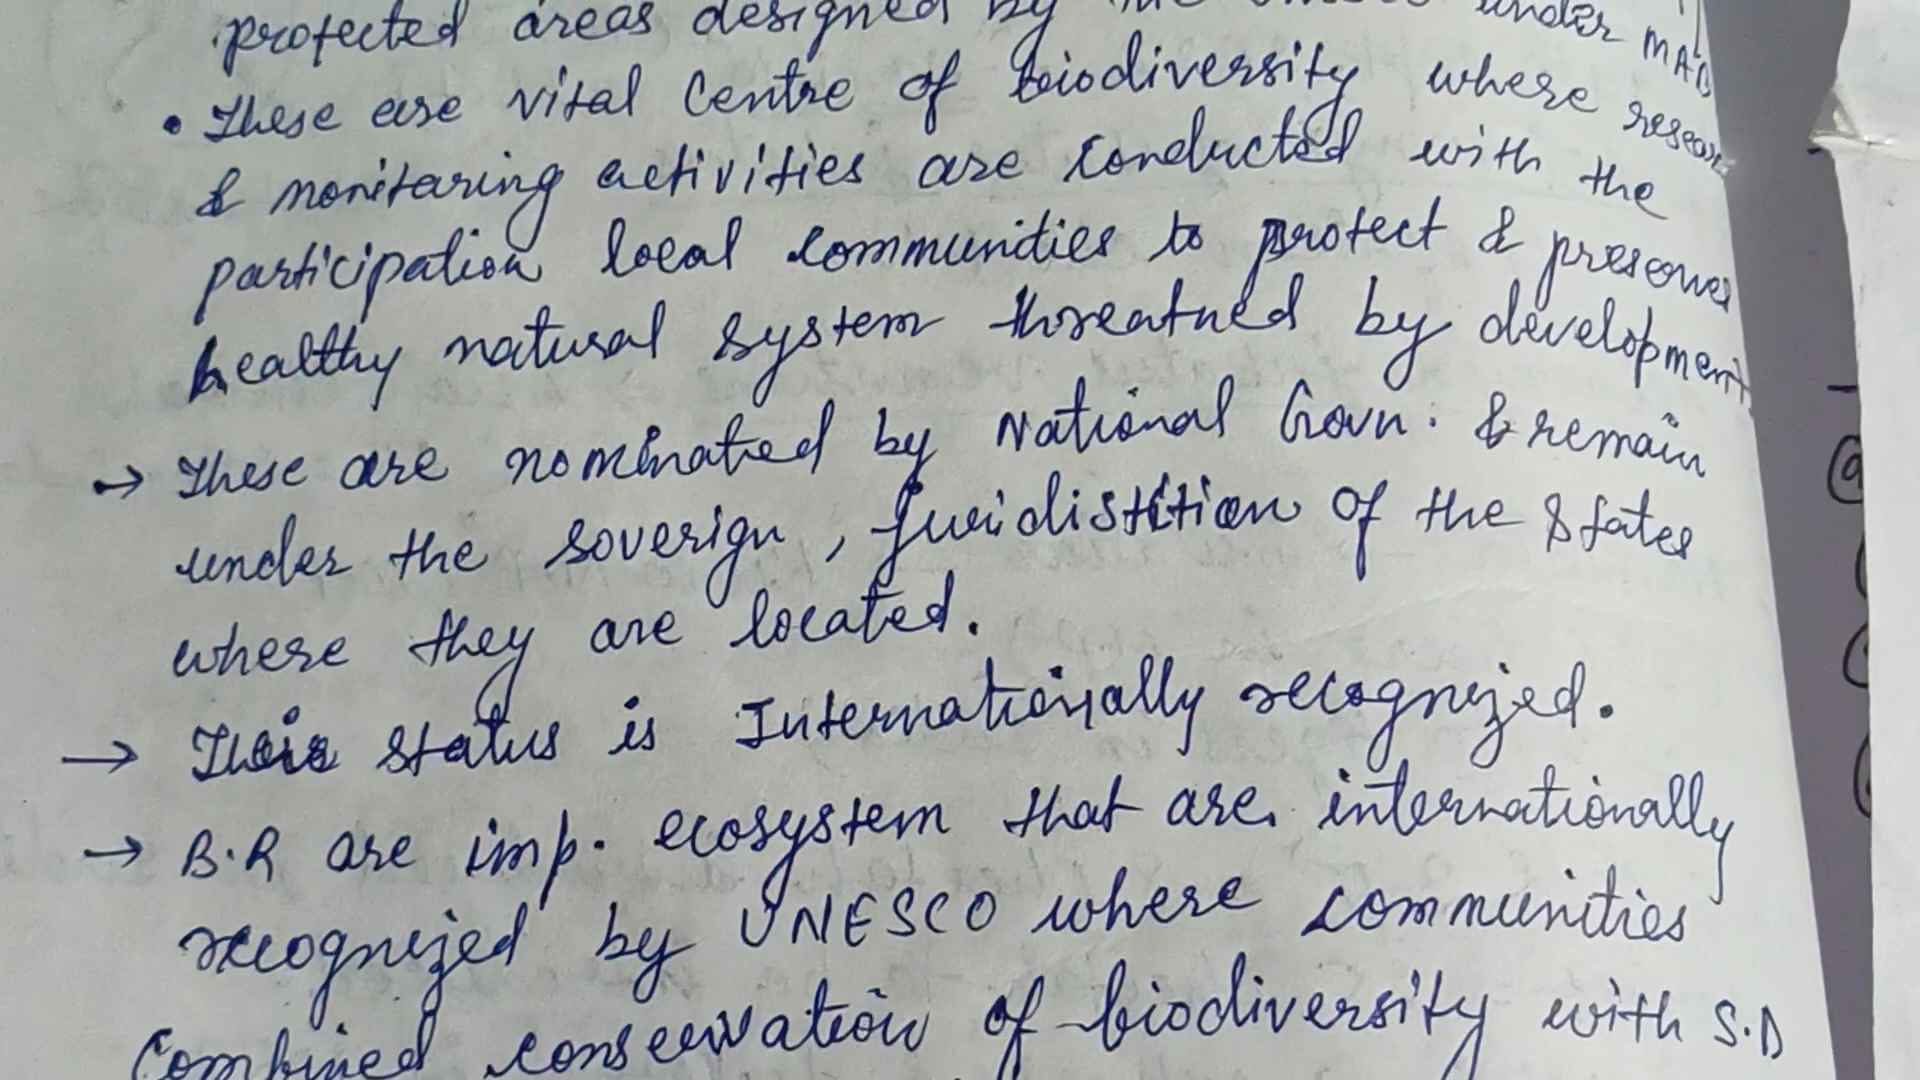 protected areas designed by the under MAB
• These are vital Centre of biodiversity where
& monitaring activities are conducted with the
participation local communities to protect & preserve
healthy natural system threatned by development
→ These are nominated by National Govn. & remain
under the soverign, juridistition of the States
where they are located.
→ Their status is Internationally recognized.
→ B.R are imp. ecosystem that are internationally
recognized by UNESCO where communities
Combined conservation of biodiversity with S.D